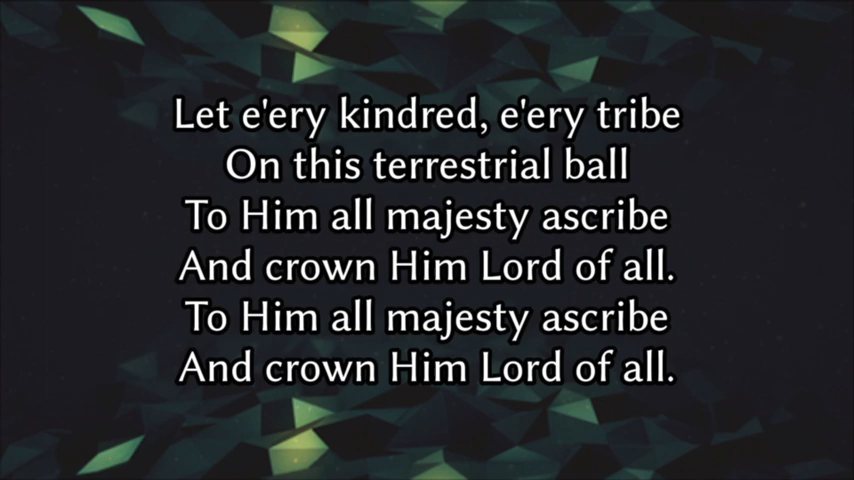 Let e'ery kindred, e'ery tribe
On this terrestrial ball
To Him all majesty ascribe
And crown Him Lord of all.
To Him all majesty ascribe
And crown Him Lord of all.